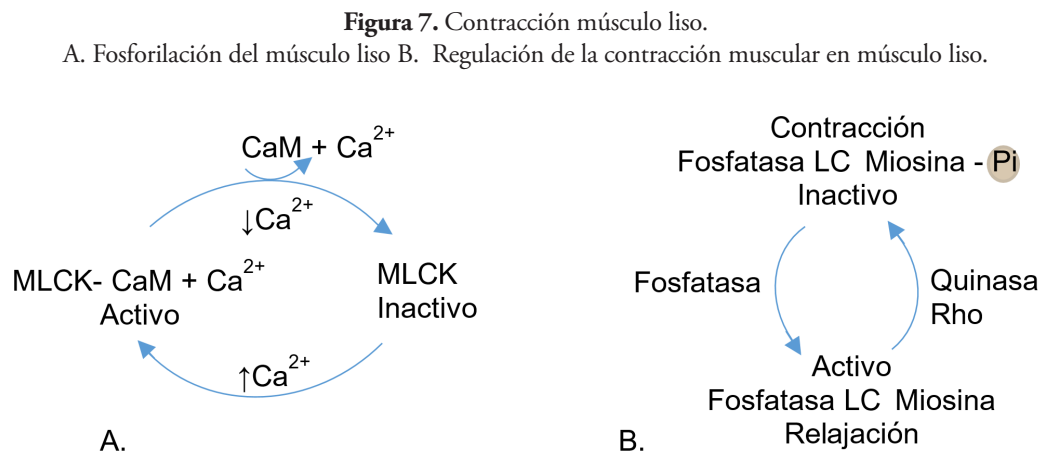 Figura 7. Contracción músculo liso.
A. Fosforilación del músculo liso B. Regulación de la contracción muscular en músculo liso.
CaM + Ca²⁺
↓Ca²⁺
MLCK- CaM + Ca²⁺
Activo
MLCK
Inactivo
↑Ca²⁺
A.
Contracción
Fosfatasa LC Miosina - Pi
Inactivo
Fosfatasa
Quinasa
Rho
Activo
Fosfatasa LC Miosina
Relajación
B.